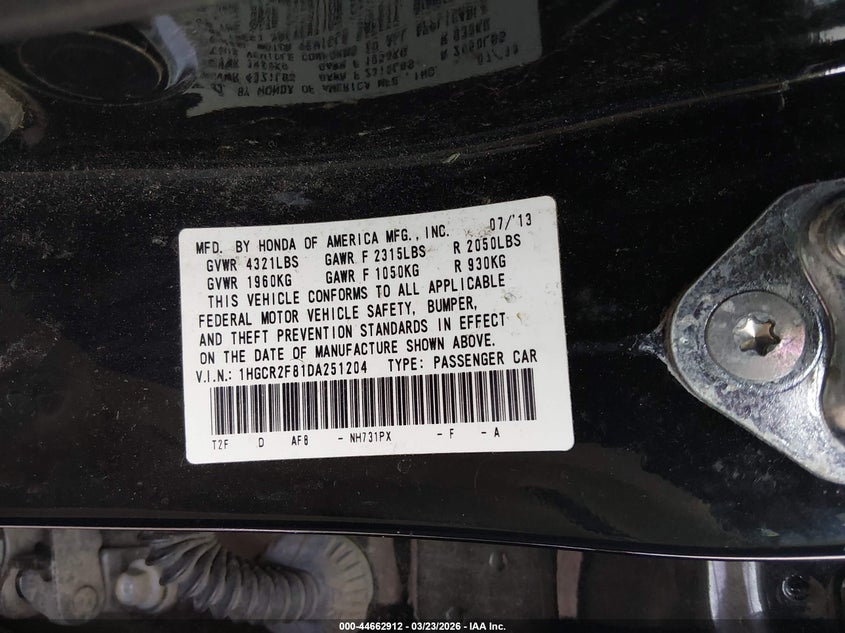 MFD. BY HONDA OF AMERICA MFG., INC. 07/'13
GVWR 4321LBS GAWR F 2315LBS R 2050LBS
GVWR 1960KG GAWR F 1050KG R 930KG
THIS VEHICLE CONFORMS TO ALL APPLICABLE
FEDERAL MOTOR VEHICLE SAFETY, BUMPER,
AND THEFT PREVENTION STANDARDS IN EFFECT
ON THE DATE OF MANUFACTURE SHOWN ABOVE.
V.I.N.: 1HGCR2F81DA251204 TYPE: PASSENGER CAR
T2F D AF8 - NH731PX - F - A
000-44662912 - 03/23/2026 - IAA Inc.